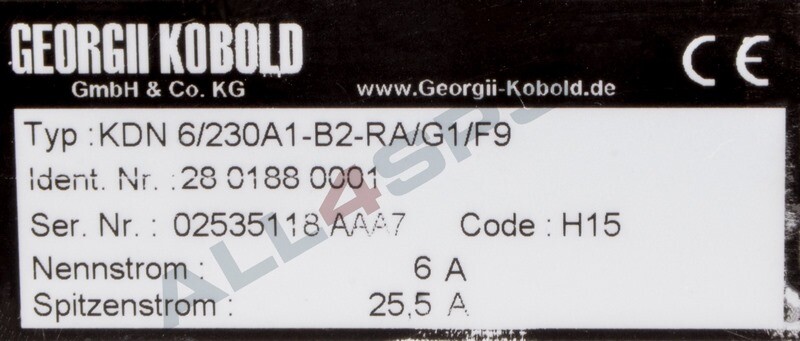 GEORGII KOBOLD
GmbH & Co. KG
www.Georgii-Kobold.de
CE
Typ : KDN 6/230A1-B2-RA/G1/F9
Ident. Nr. : 28 0188 0001
Ser. Nr. : 02535118 AAA7 Code : H15
Nennstrom : 6 A
Spitzenstrom : 25,5 A
ALL4SPS